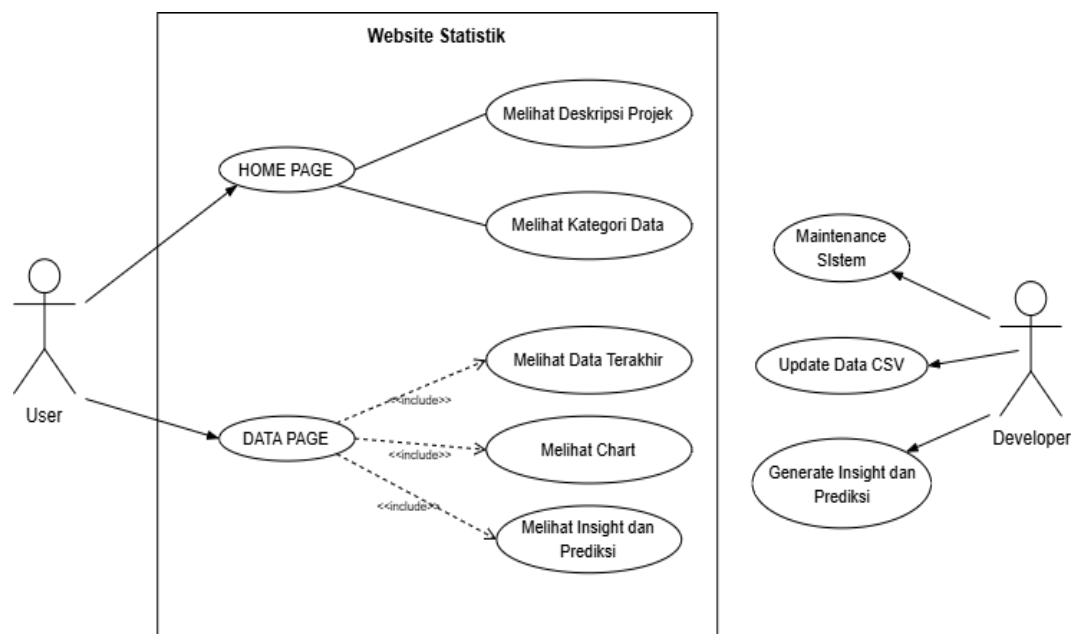 Website Statistik
Melihat Deskripsi Projek
HOME PAGE
Melihat Kategori Data
Maintenance
SIstem
Melihat Data Terakhir
Update Data CSV
<<include>>
User
DATA PAGE
Melihat Chart
<<include>>
Developer
Generate Insight dan
Prediksi
<<include>>
Melihat Insight dan
Prediksi